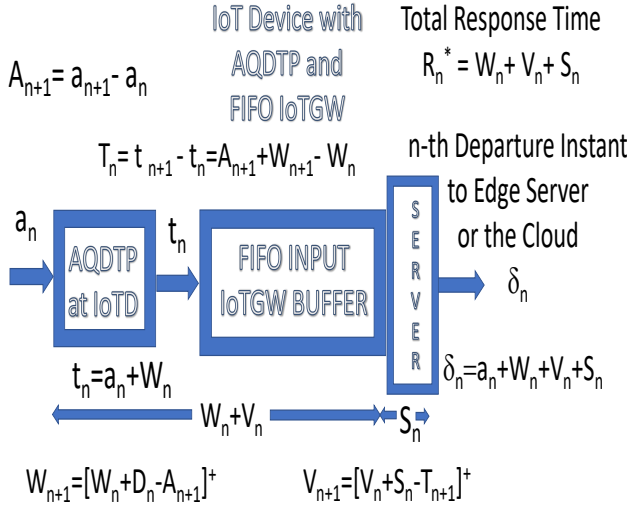 IoT Device with
AQDTP and
FIFO IoTGW
Total Response Time
Rₙ* = Wₙ+ Vₙ+ Sₙ
Aₙ₊₁= aₙ₊₁- aₙ
Tₙ= t ₙ₊₁- tₙ=Aₙ₊₁+Wₙ₊₁- Wₙ
n-th Departure Instant
to Edge Server
or the Cloud
aₙ
AQDTP
at IoTD
tₙ
FIFO INPUT
IoTGW BUFFER
SERVER
δₙ
tₙ=aₙ+Wₙ
δₙ=aₙ+Wₙ+Vₙ+Sₙ
Wₙ+Vₙ
Sₙ
Wₙ₊₁=[Wₙ+Dₙ-Aₙ₊₁]⁺
Vₙ₊₁=[Vₙ+Sₙ-Tₙ₊₁]⁺